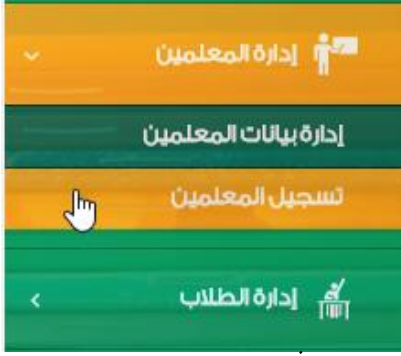 إدارة المعلمين
إدارة بيانات المعلمين
تسجيل المعلمين
إدارة الطلاب